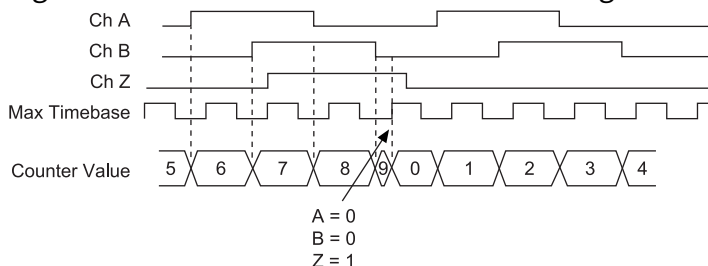 Ch A
Ch B
Ch Z
Max Timebase
Counter Value 5 6 7 8 9 0 1 2 3 4
A = 0
B = 0
Z = 1